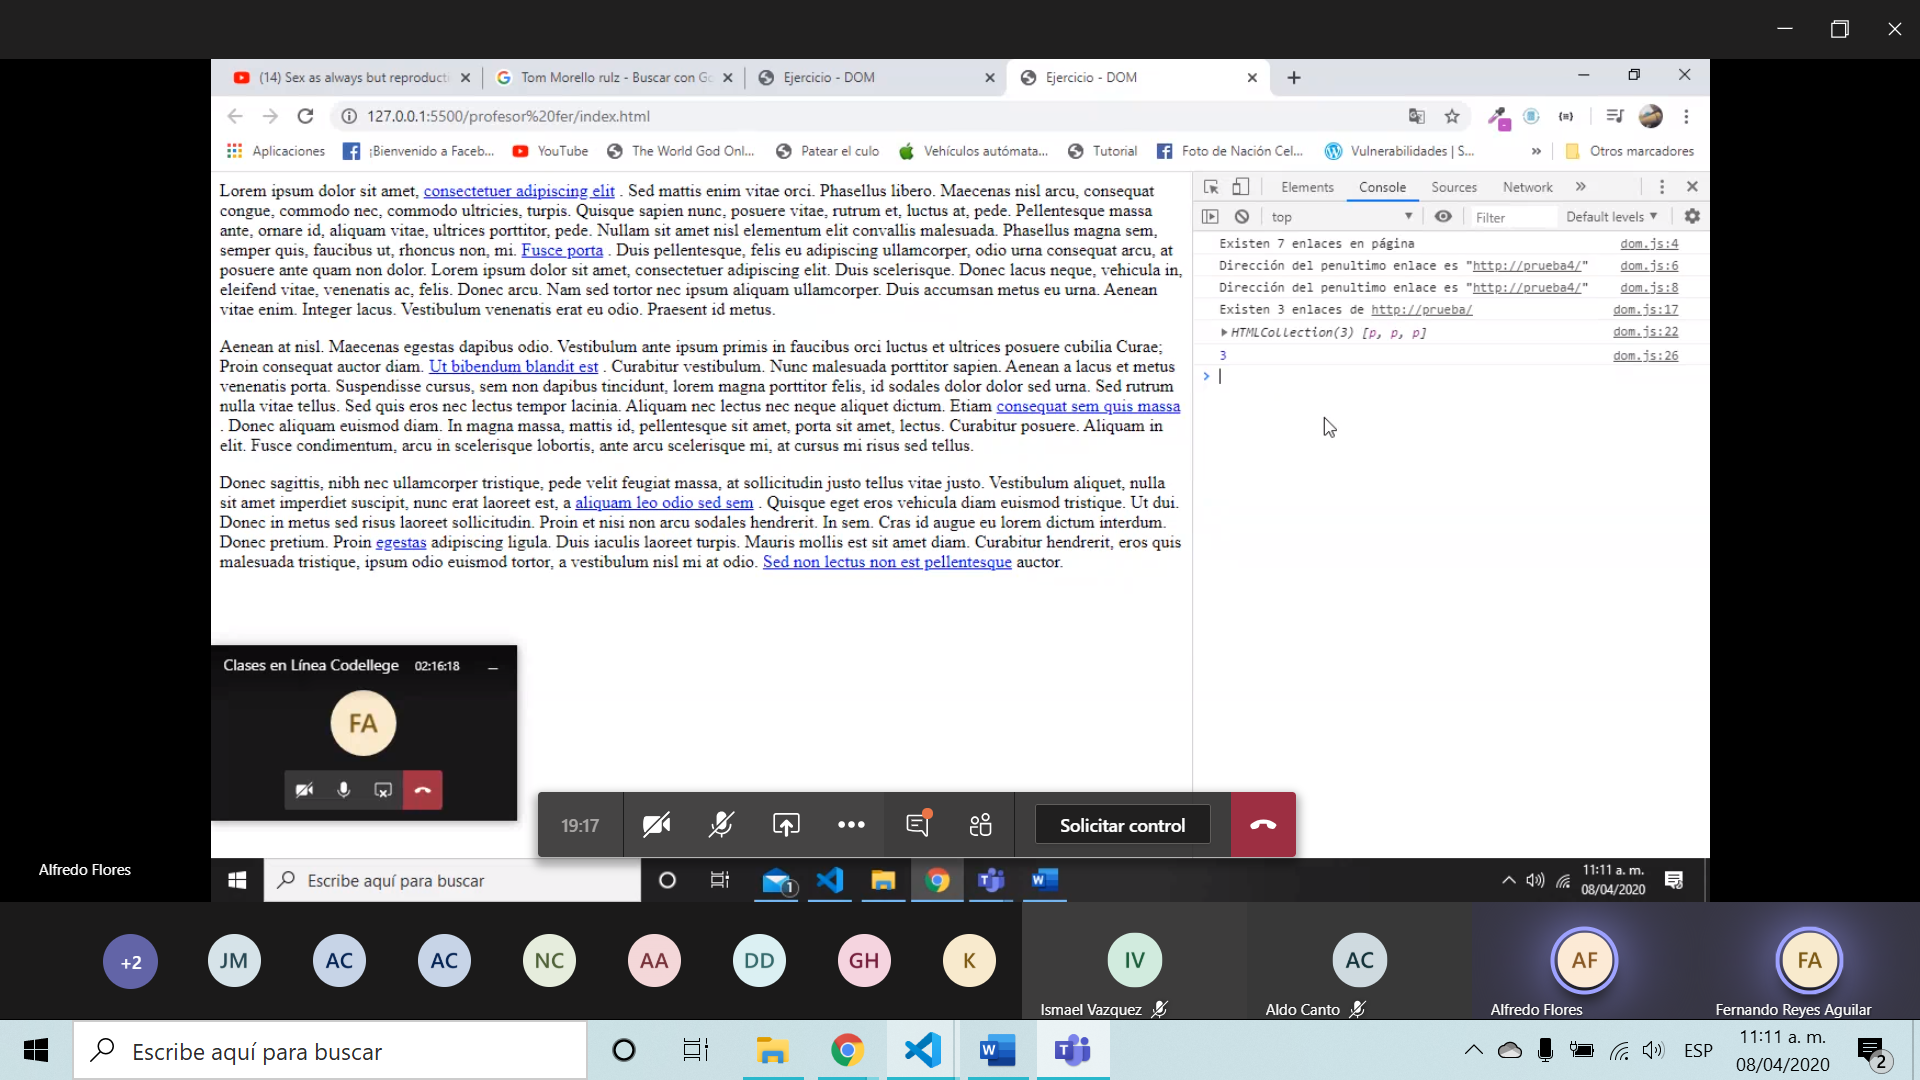 (14) Sex as always but reproducti
Tom Morello rulz - Buscar con Go
Ejercicio - DOM
Ejercicio - DOM
127.0.0.1:5500/profesor%20fer/index.html
Aplicaciones
¡Bienvenido a Faceb...
YouTube
The World God Onl...
Patear el culo
Vehículos autómata...
Tutorial
Foto de Nación Cel...
Vulnerabilidades | S...
»
Otros marcadores
Lorem ipsum dolor sit amet, consectetuer adipiscing elit . Sed mattis enim vitae orci. Phasellus libero. Maecenas nisl arcu, consequat
congue, commodo nec, commodo ultricies, turpis. Quisque sapien nunc, posuere vitae, rutrum et, luctus at, pede. Pellentesque massa
ante, ornare id, aliquam vitae, ultrices porttitor, pede. Nullam sit amet nisl elementum elit convallis malesuada. Phasellus magna sem,
semper quis, faucibus ut, rhoncus non, mi. Fusce porta . Duis pellentesque, felis eu adipiscing ullamcorper, odio urna consequat arcu, at
posuere ante quam non dolor. Lorem ipsum dolor sit amet, consectetuer adipiscing elit. Duis scelerisque. Donec lacus neque, vehicula in,
eleifend vitae, venenatis ac, felis. Donec arcu. Nam sed tortor nec ipsum aliquam ullamcorper. Duis accumsan metus eu urna. Aenean
vitae enim. Integer lacus. Vestibulum venenatis erat eu odio. Praesent id metus.
Aenean at nisl. Maecenas egestas dapibus odio. Vestibulum ante ipsum primis in faucibus orci luctus et ultrices posuere cubilia Curae;
Proin consequat auctor diam. Ut bibendum blandit est . Curabitur vestibulum. Nunc malesuada porttitor sapien. Aenean a lacus et metus
venenatis porta. Suspendisse cursus, sem non dapibus tincidunt, lorem magna porttitor felis, id sodales dolor dolor sed urna. Sed rutrum
nulla vitae tellus. Sed quis eros nec lectus tempor lacinia. Aliquam nec lectus nec neque aliquet dictum. Etiam consequat sem quis massa
. Donec aliquam euismod diam. In magna massa, mattis id, pellentesque sit amet, porta sit amet, lectus. Curabitur posuere. Aliquam in
elit. Fusce condimentum, arcu in scelerisque lobortis, ante arcu scelerisque mi, at cursus mi risus sed tellus.
Donec sagittis, nibh nec ullamcorper tristique, pede velit feugiat massa, at sollicitudin justo tellus vitae justo. Vestibulum aliquet, nulla
sit amet imperdiet suscipit, nunc erat laoreet est, a aliquam leo odio sed sem . Quisque eget eros vehicula diam euismod tristique. Ut dui.
Donec in metus sed risus laoreet sollicitudin. Proin et nisi non arcu sodales hendrerit. In sem. Cras id augue eu lorem dictum interdum.
Donec pretium. Proin egestas adipiscing ligula. Duis iaculis laoreet turpis. Mauris mollis est sit amet diam. Curabitur hendrerit, eros quis
malesuada tristique, ipsum odio euismod tortor, a vestibulum nisl mi at odio. Sed non lectus non est pellentesque auctor.
Elements Console Sources Network »
top Filter Default levels
Existen 7 enlaces en página dom.js:4
Dirección del penultimo enlace es "http://prueba4/" dom.js:6
Dirección del penultimo enlace es "http://prueba4/" dom.js:8
Existen 3 enlaces de http://prueba/ dom.js:17
HTMLCollection(3) [p, p, p] dom.js:22
3 dom.js:26
Clases en Línea Codellege 02:16:18
FA
19:17
Solicitar control
Alfredo Flores
Escribe aquí para buscar
1
11:11 a. m.
08/04/2020
+2
JM
AC
AC
NC
AA
DD
GH
K
IV
Ismael Vazquez
AC
Aldo Canto
AF
Alfredo Flores
FA
Fernando Reyes Aguilar
Escribe aquí para buscar
ESP
11:11 a. m.
08/04/2020
2